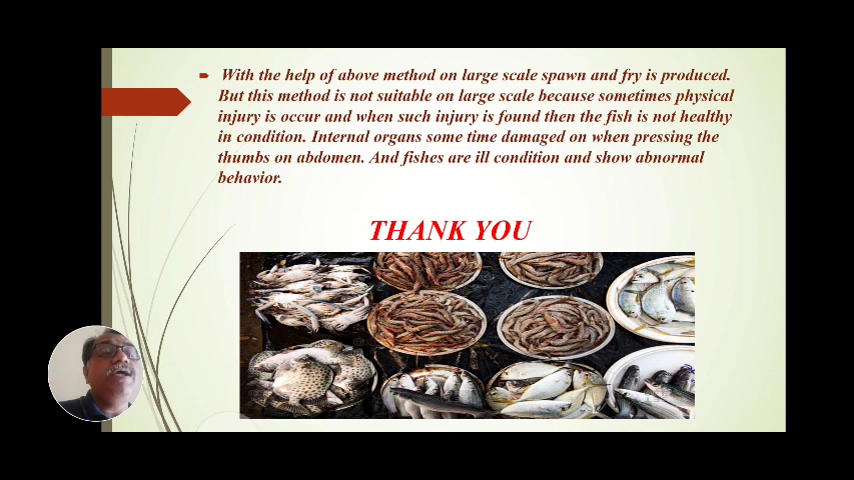 With the help of above method on large scale spawn and fry is produced.
But this method is not suitable on large scale because sometimes physical
injury is occur and when such injury is found then the fish is not healthy
in condition. Internal organs some time damaged on when pressing the
thumbs on abdomen. And fishes are ill condition and show abnormal
behavior.
THANK YOU